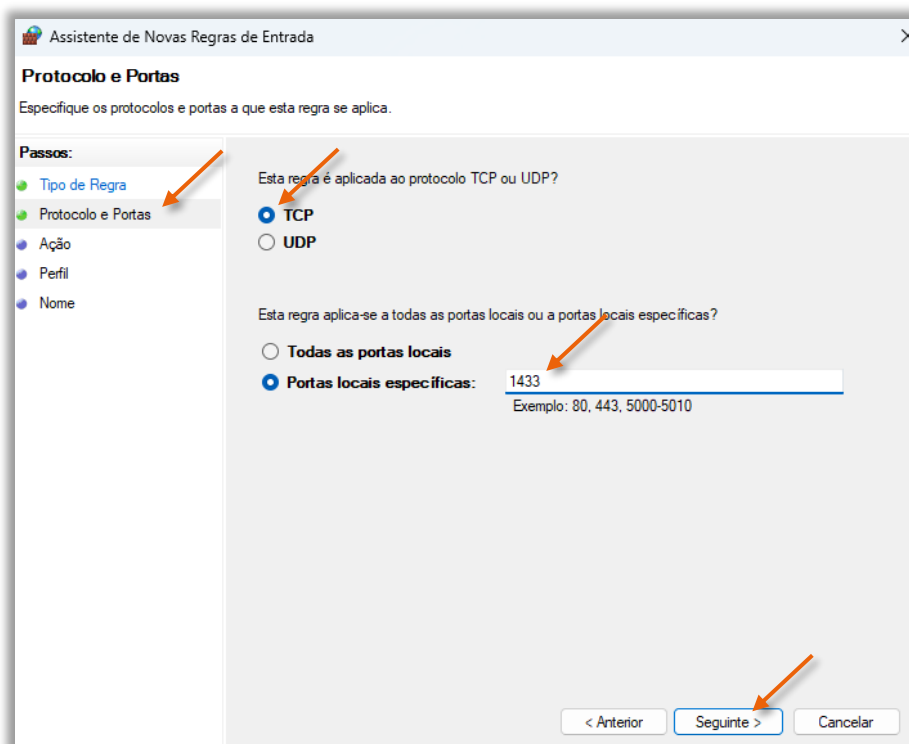 Assistente de Novas Regras de Entrada
Protocolo e Portas
Especifique os protocolos e portas a que esta regra se aplica.
Passos:
Tipo de Regra
Protocolo e Portas
Ação
Perfil
Nome
Esta regra é aplicada ao protocolo TCP ou UDP?
TCP
UDP
Esta regra aplica-se a todas as portas locais ou a portas locais específicas?
Todas as portas locais
Portas locais específicas: 1433
Exemplo: 80, 443, 5000-5010
< Anterior Seguinte > Cancelar